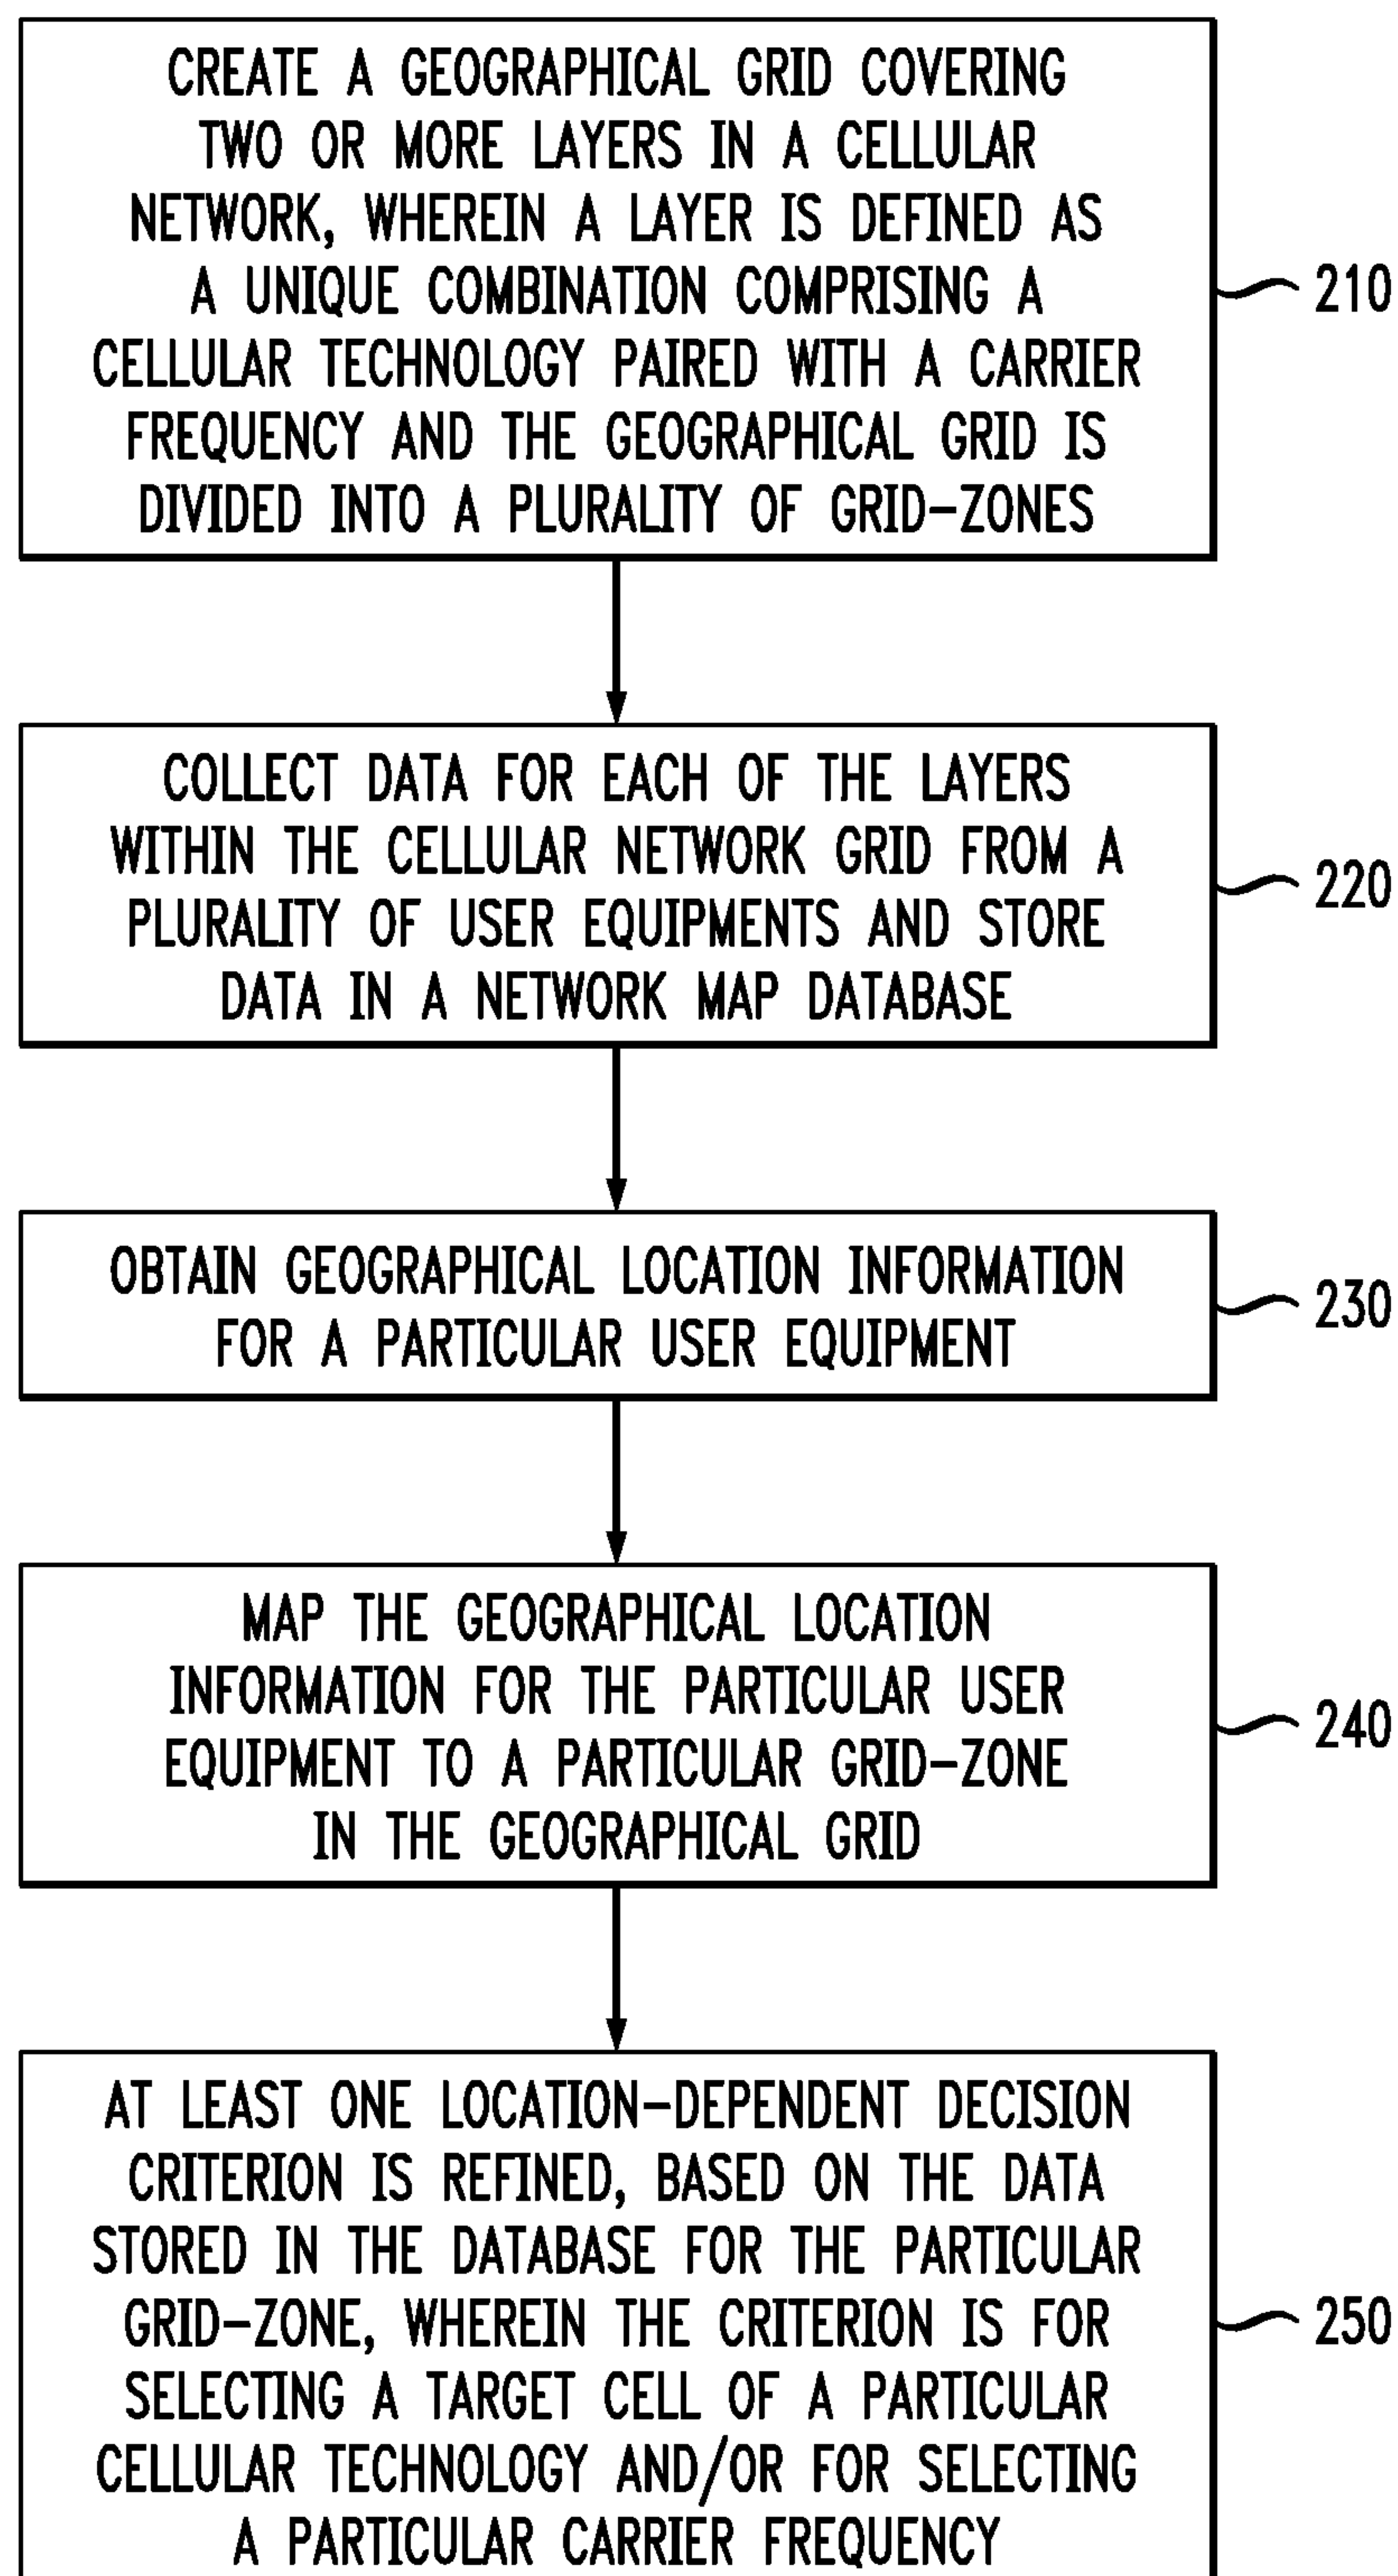 CREATE A GEOGRAPHICAL GRID COVERING
TWO OR MORE LAYERS IN A CELLULAR
NETWORK, WHEREIN A LAYER IS DEFINED AS
A UNIQUE COMBINATION COMPRISING A
CELLULAR TECHNOLOGY PAIRED WITH A CARRIER
FREQUENCY AND THE GEOGRAPHICAL GRID IS
DIVIDED INTO A PLURALITY OF GRID-ZONES
210
COLLECT DATA FOR EACH OF THE LAYERS
WITHIN THE CELLULAR NETWORK GRID FROM A
PLURALITY OF USER EQUIPMENTS AND STORE
DATA IN A NETWORK MAP DATABASE
220
OBTAIN GEOGRAPHICAL LOCATION INFORMATION
FOR A PARTICULAR USER EQUIPMENT
230
MAP THE GEOGRAPHICAL LOCATION
INFORMATION FOR THE PARTICULAR USER
EQUIPMENT TO A PARTICULAR GRID-ZONE
IN THE GEOGRAPHICAL GRID
240
AT LEAST ONE LOCATION-DEPENDENT DECISION
CRITERION IS REFINED, BASED ON THE DATA
STORED IN THE DATABASE FOR THE PARTICULAR
GRID-ZONE, WHEREIN THE CRITERION IS FOR
SELECTING A TARGET CELL OF A PARTICULAR
CELLULAR TECHNOLOGY AND/OR FOR SELECTING
A PARTICULAR CARRIER FREQUENCY
250